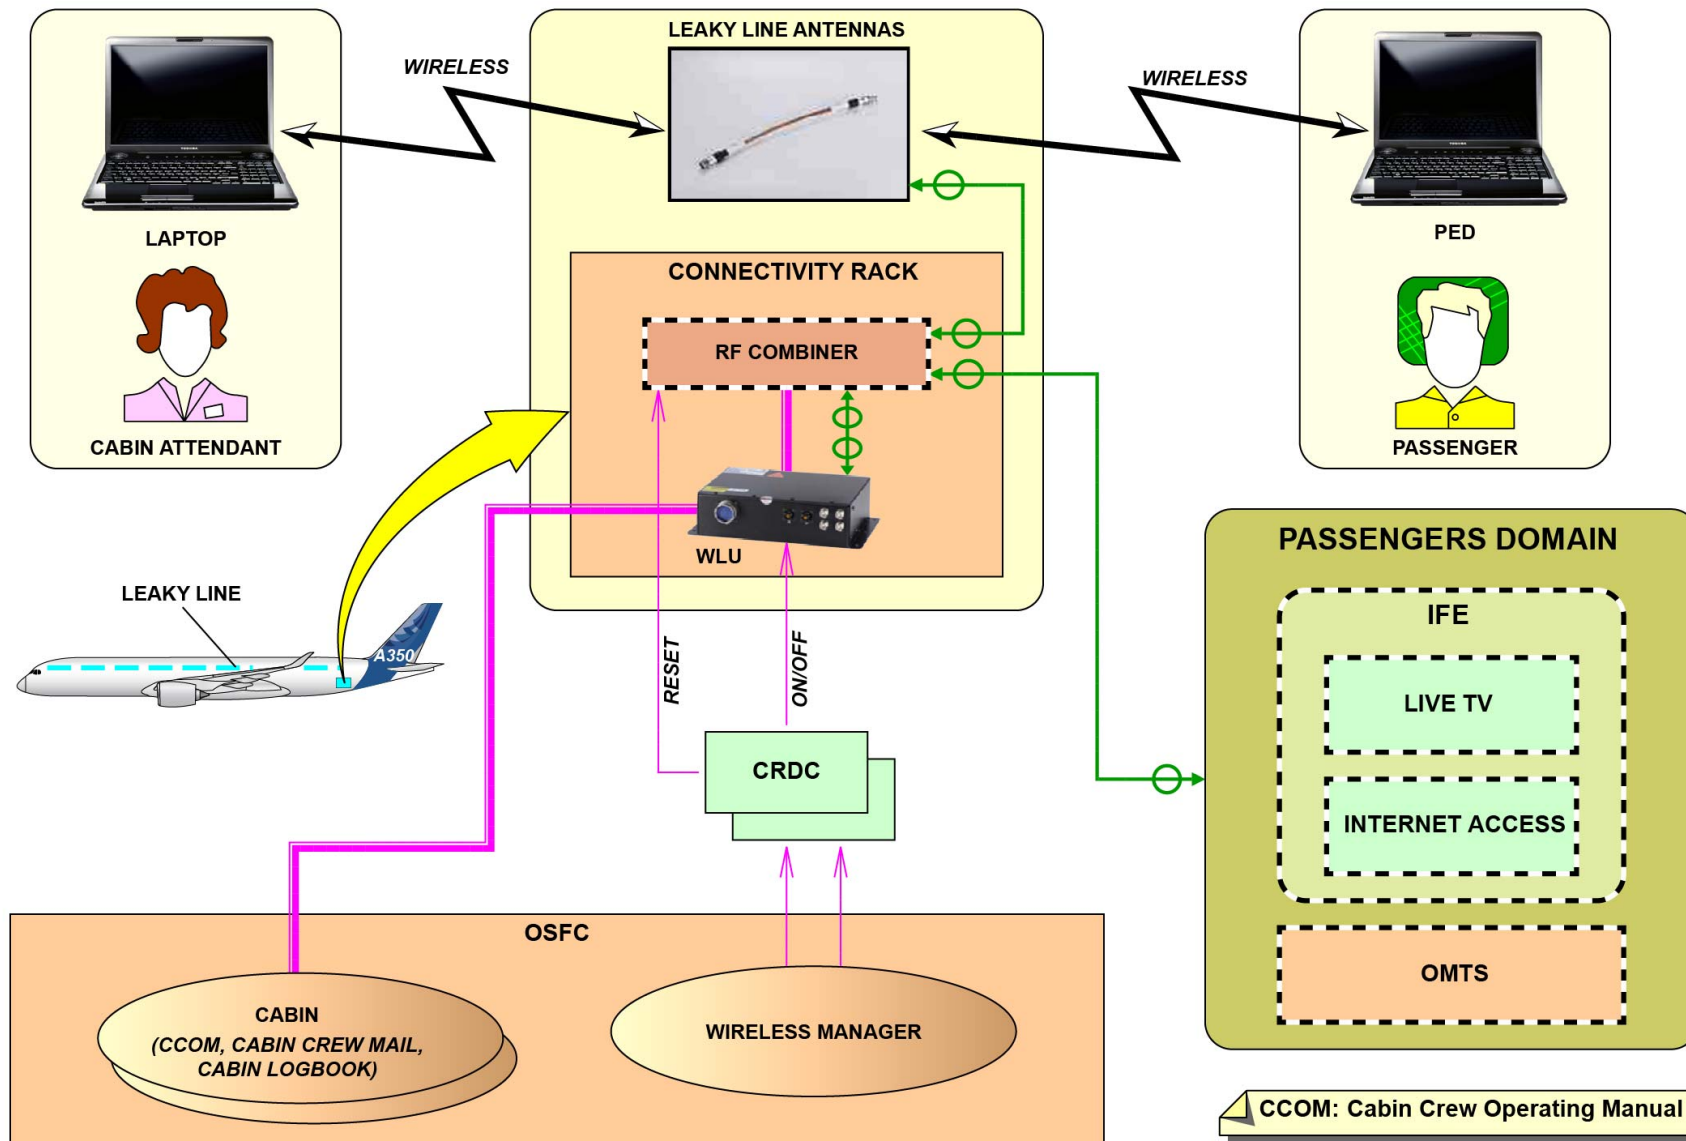 LEAKY LINE ANTENNAS
WIRELESS
WIRELESS
LAPTOP
CABIN ATTENDANT
PED
PASSENGER
CONNECTIVITY RACK
RF COMBINER
WLU
LEAKY LINE
A350
RESET
ON/OFF
CRDC
PASSENGERS DOMAIN
IFE
LIVE TV
INTERNET ACCESS
OMTS
OSFC
CABIN
(CCOM, CABIN CREW MAIL,
CABIN LOGBOOK)
WIRELESS MANAGER
CCOM: Cabin Crew Operating Manual